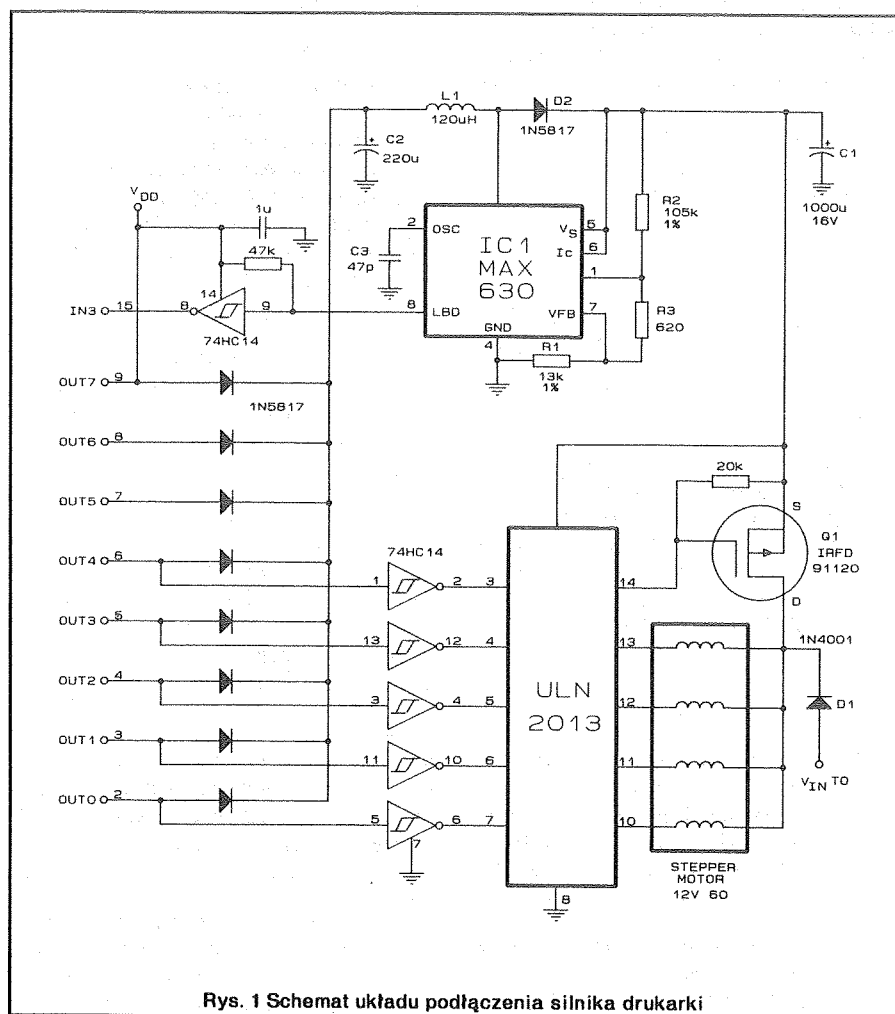 L1
120uH
D2
1N5817
C2
220u
C1
1000u
16V
VDD
1u
47k
C3
47p
2
OSC
IC1
MAX
630
VS
5
Ic
6
1
VFB
7
8
LBD
GND
4
R2
105k
1%
R3
620
R1
13k
1%
IN3
15
8
14
9
74HC14
OUT7
9
1N5817
OUT6
8
OUT5
7
OUT4
6
OUT3
5
OUT2
4
OUT1
3
OUT0
2
74HC14
1
2
3
13
12
4
3
4
5
11
10
6
5
6
7
7
ULN
2013
8
14
13
12
11
10
20k
S
Q1
IRFD
91120
D
1N4001
D1
VIN TO
STEPPER
MOTOR
12V 60
Rys. 1 Schemat układu podłączenia silnika drukarki